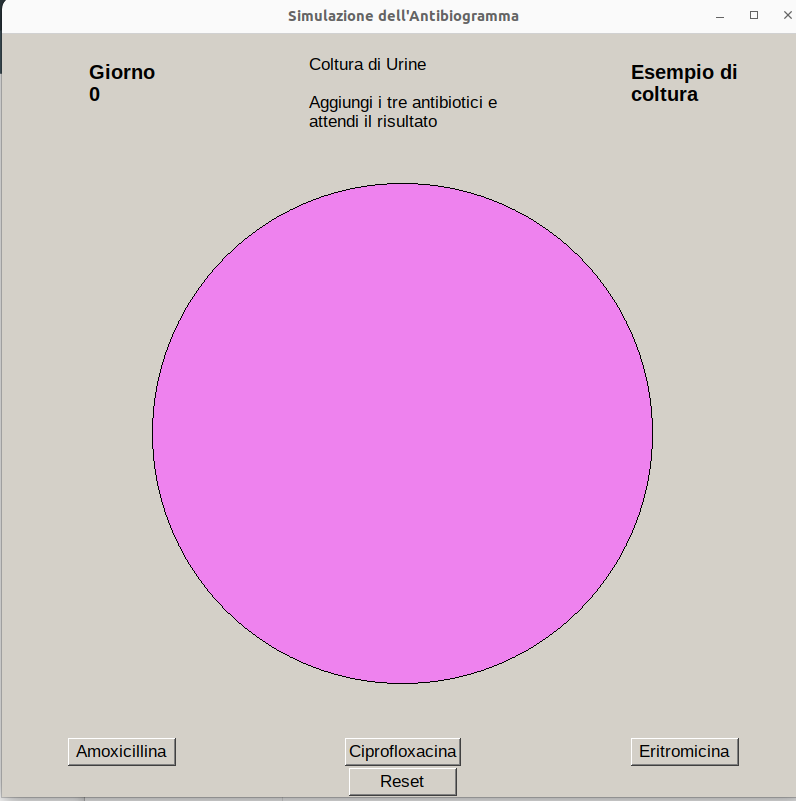 Simulazione dell'Antibiogramma
Giorno
0
Coltura di Urine
Aggiungi i tre antibiotici e
attendi il risultato
Esempio di
coltura
Amoxicillina
Ciprofloxacina
Eritromicina
Reset